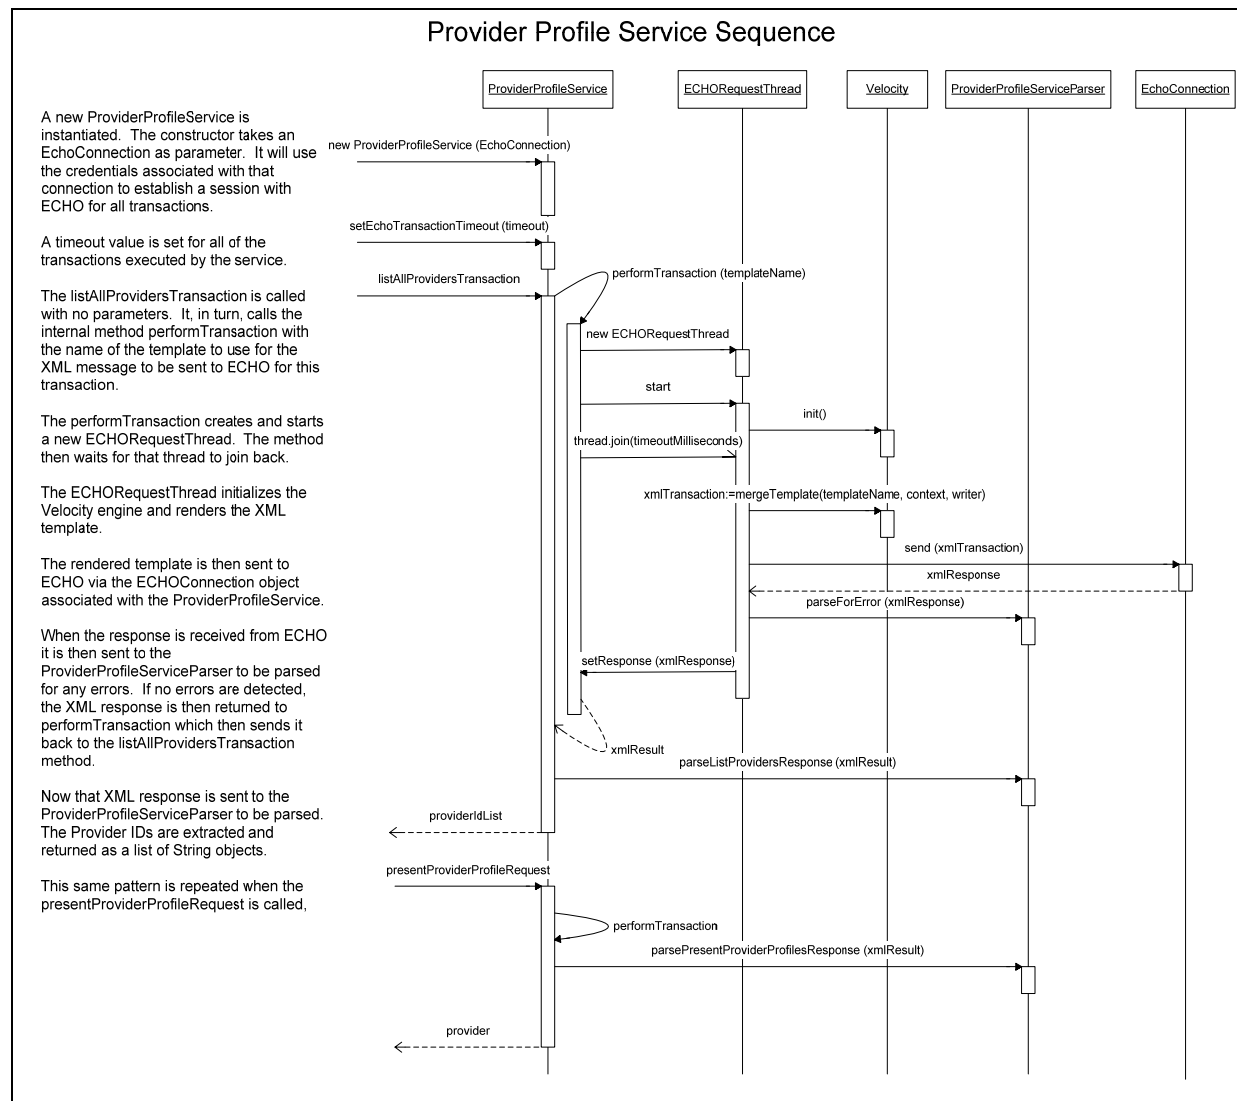 Provider Profile Service Sequence
ProviderProfileService
ECHORequestThread
Velocity
ProviderProfileServiceParser
EchoConnection
A new ProviderProfileService is
instantiated. The constructor takes an
EchoConnection as parameter. It will use
the credentials associated with that
connection to establish a session with
ECHO for all transactions.
A timeout value is set for all of the
transactions executed by the service.
The listAllProvidersTransaction is called
with no parameters. It, in turn, calls the
internal method performTransaction with
the name of the template to use for the
XML message to be sent to ECHO for this
transaction.
The performTransaction creates and starts
a new ECHORequestThread. The method
then waits for that thread to join back.
The ECHORequestThread initializes the
Velocity engine and renders the XML
template.
The rendered template is then sent to
ECHO via the ECHOConnection object
associated with the ProviderProfileService.
When the response is received from ECHO
it is then sent to the
ProviderProfileServiceParser to be parsed
for any errors. If no errors are detected,
the XML response is then returned to
performTransaction which then sends it
back to the listAllProvidersTransaction
method.
Now that XML response is sent to the
ProviderProfileServiceParser to be parsed.
The Provider IDs are extracted and
returned as a list of String objects.
This same pattern is repeated when the
presentProviderProfileRequest is called,
new ProviderProfileService (EchoConnection)
setEchoTransactionTimeout (timeout)
listAllProvidersTransaction
performTransaction (templateName)
new ECHORequestThread
start
init()
thread.join(timeoutMilliseconds)
xmlTransaction:=mergeTemplate(templateName, context, writer)
send (xmlTransaction)
xmlResponse
parseForError (xmlResponse)
setResponse (xmlResponse)
xmlResult
parseListProvidersResponse (xmlResult)
providerIdList
presentProviderProfileRequest
performTransaction
parsePresentProviderProfilesResponse (xmlResult)
provider